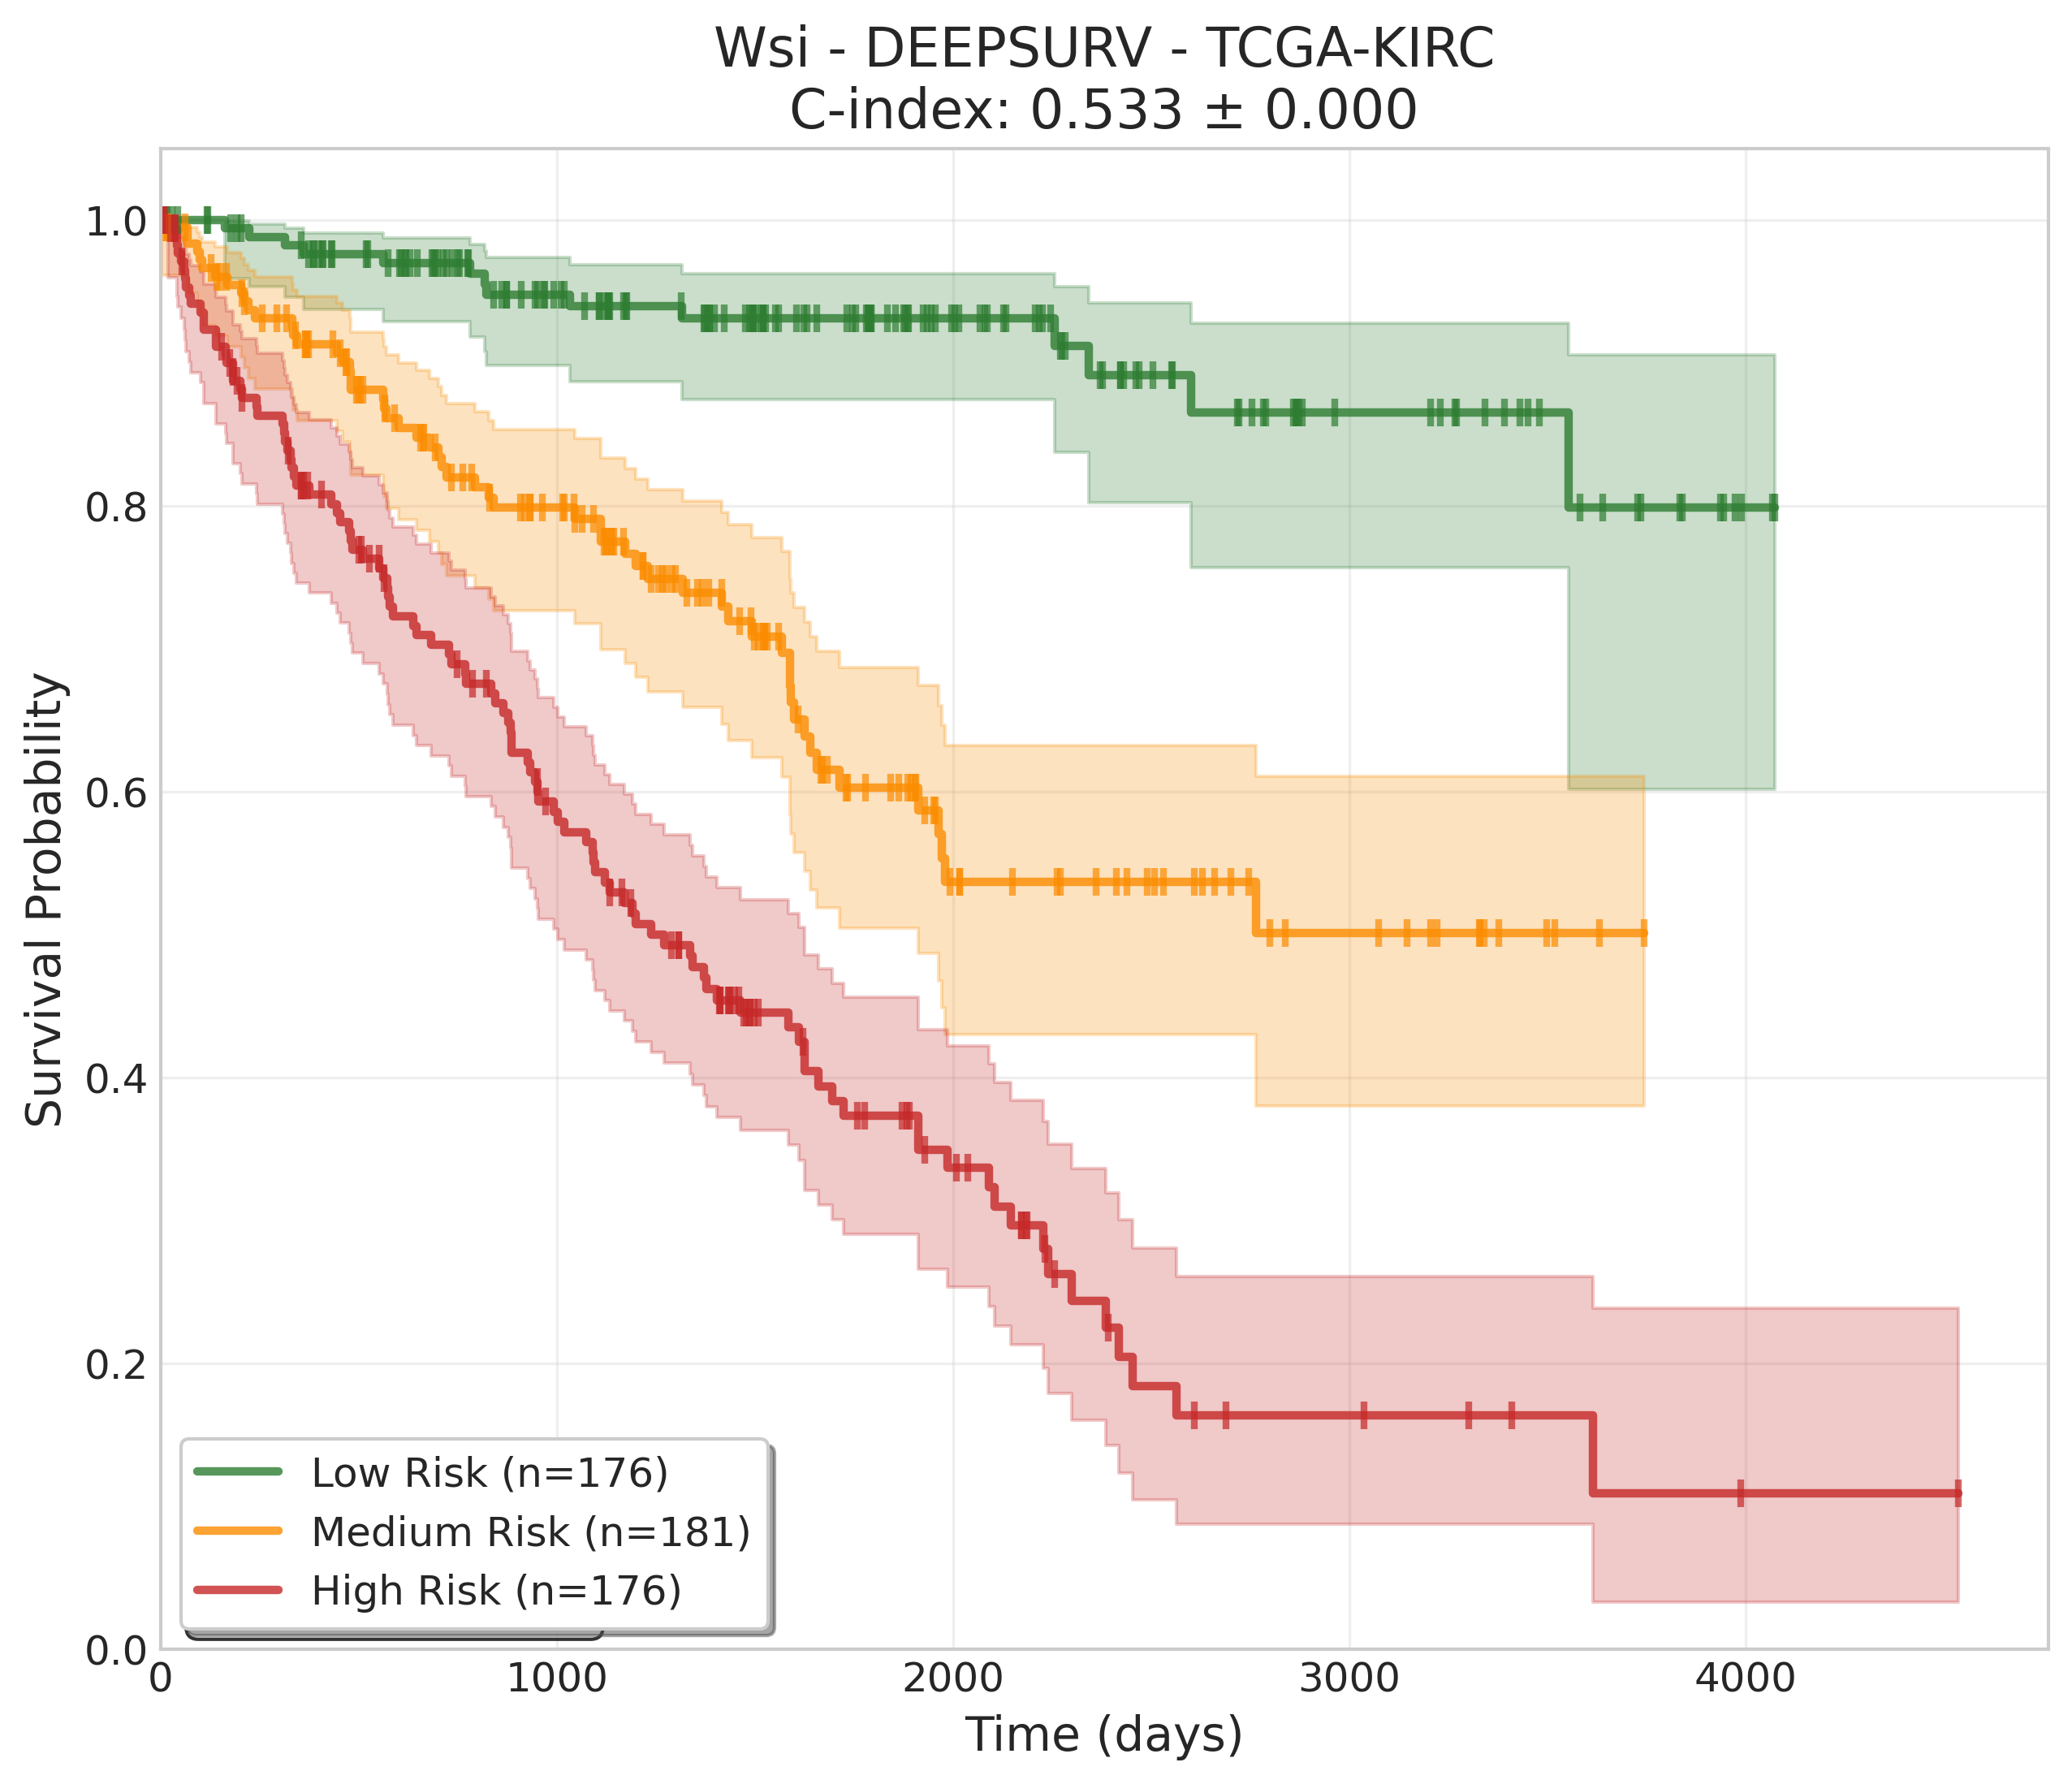 Wsi - DEEPSURV - TCGA-KIRC
C-index: 0.533 ± 0.000
Survival Probability
1.0
0.8
0.6
0.4
0.2
0.0
Low Risk (n=176)
Medium Risk (n=181)
High Risk (n=176)
0 1000 2000 3000 4000
Time (days)